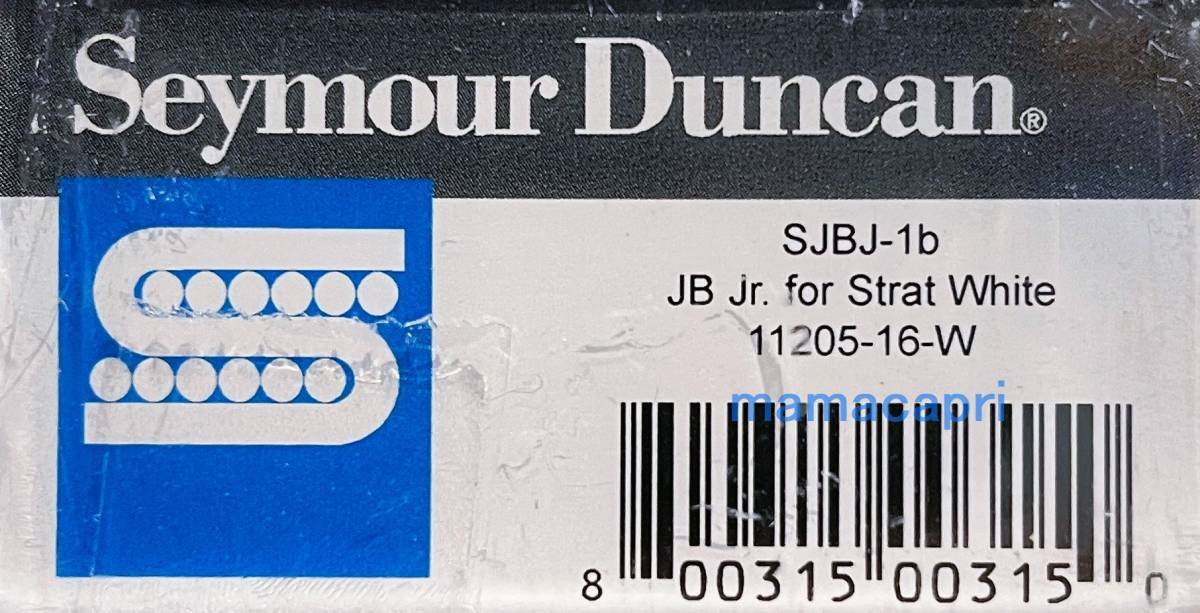 Seymour Duncan®
SJBJ-1b
JB Jr. for Strat White
11205-16-W
mamacapri
8 00315 00315 0